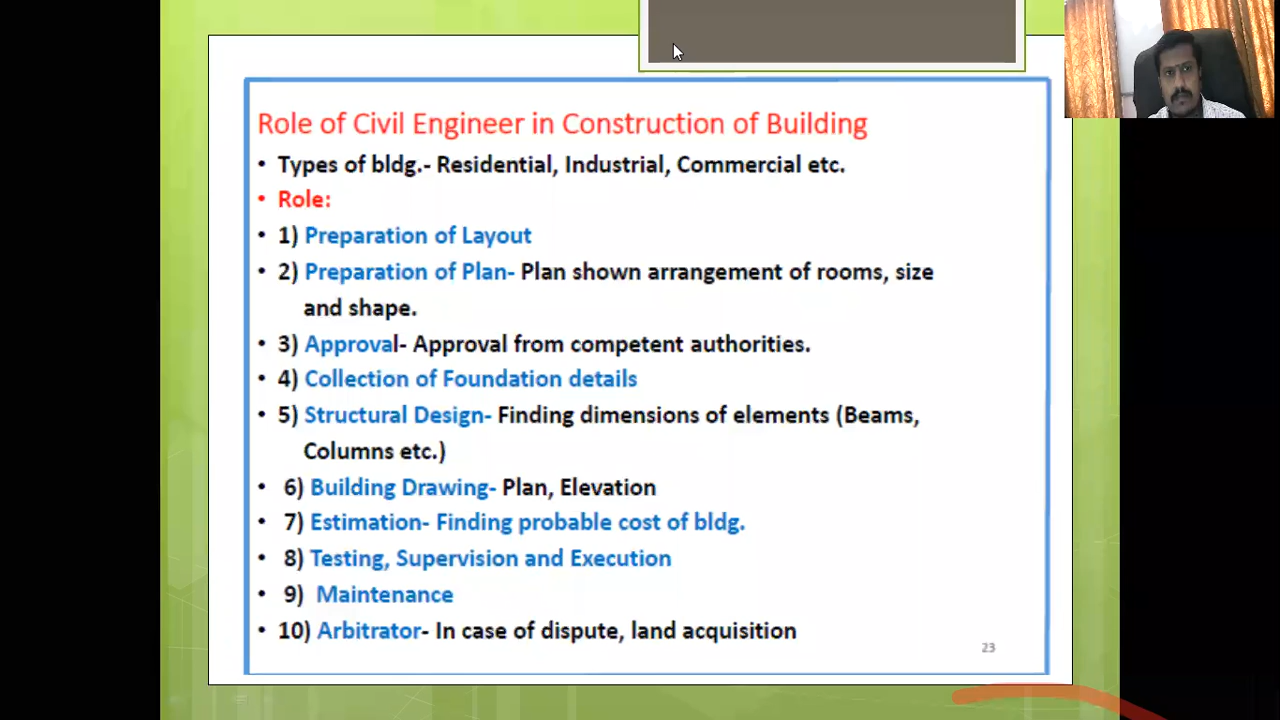 Role of Civil Engineer in Construction of Building
• Types of bldg.- Residential, Industrial, Commercial etc.
• Role:
• 1) Preparation of Layout
• 2) Preparation of Plan- Plan shown arrangement of rooms, size
and shape.
• 3) Approval- Approval from competent authorities.
• 4) Collection of Foundation details
• 5) Structural Design- Finding dimensions of elements (Beams,
Columns etc.)
• 6) Building Drawing- Plan, Elevation
• 7) Estimation- Finding probable cost of bldg.
• 8) Testing, Supervision and Execution
• 9) Maintenance
• 10) Arbitrator- In case of dispute, land acquisition
23